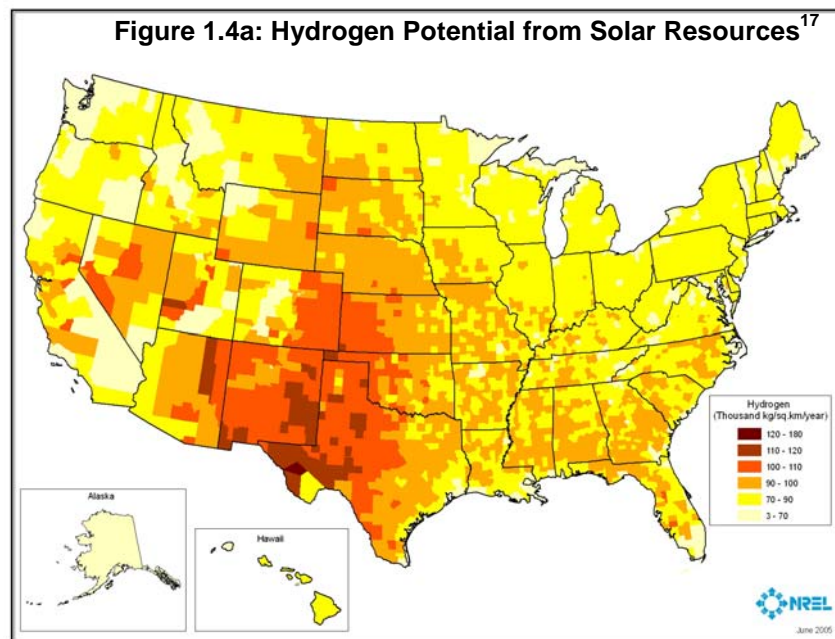 Figure 1.4a: Hydrogen Potential from Solar Resources17
Hydrogen
(Thousand kg/sq.km/year)
120 - 180
110 - 120
100 - 110
90 - 100
70 - 90
3 - 70
Alaska
Hawaii
NREL
June 2005